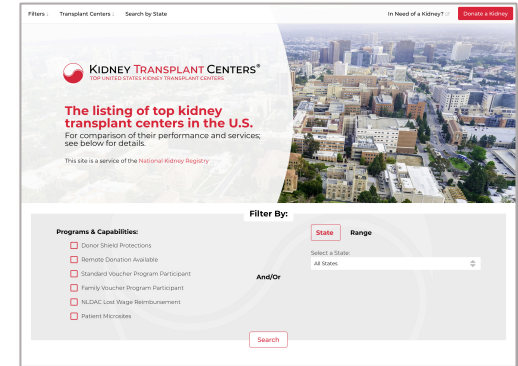 Filters
Transplant Centers
Search by State
In Need of a Kidney?
Donate a Kidney
KIDNEY TRANSPLANT CENTERS®
TOP UNITED STATES KIDNEY TRANSPLANT CENTERS
The listing of top kidney
transplant centers in the U.S.
For comparison of their performance and services;
see below for details.
This site is a service of the National Kidney Registry
Filter By:
Programs & Capabilities:
Donor Shield Protections
Remote Donation Available
Standard Voucher Program Participant
Family Voucher Program Participant
NLDAC Lost Wage Reimbursement
Patient Microsites
And/Or
State
Range
Select a State:
All States
Search